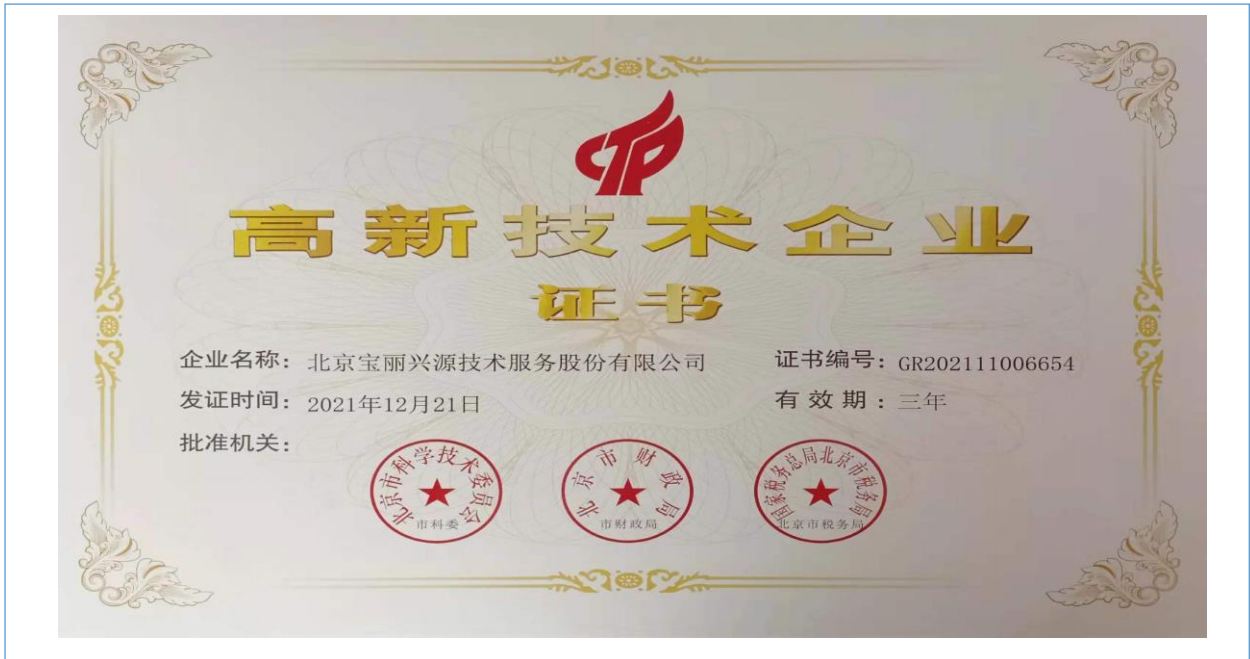 高新技术企业
证书
企业名称：北京宝丽兴源技术服务股份有限公司 证书编号：GR202111006654
发证时间：2021年12月21日 有效期：三年
批准机关：
北京市科学技术委员会 北京市财政局 国家税务总局北京市税务局
市科委 市财政局 北京市税务局